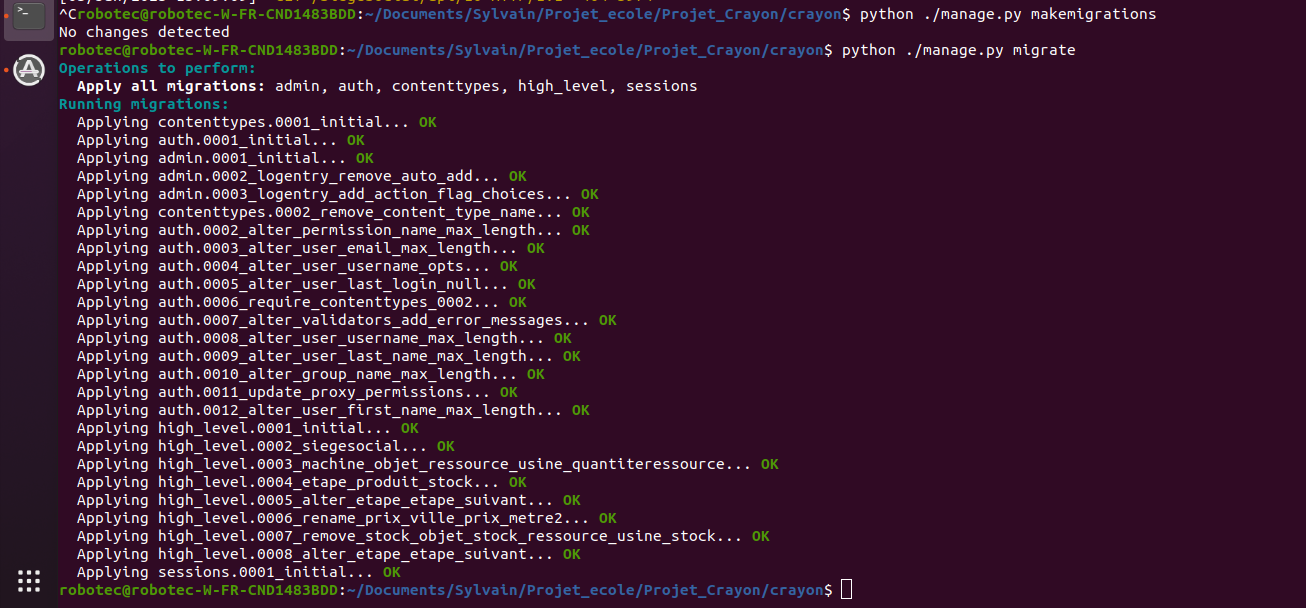 ^Crobotec@robotec-W-FR-CND1483BDD:~/Documents/Sylvain/Projet_ecole/Projet_Crayon/crayon$ python ./manage.py makemigrations
No changes detected
robotec@robotec-W-FR-CND1483BDD:~/Documents/Sylvain/Projet_ecole/Projet_Crayon/crayon$ python ./manage.py migrate
Operations to perform:
  Apply all migrations: admin, auth, contenttypes, high_level, sessions
Running migrations:
  Applying contenttypes.0001_initial... OK
  Applying auth.0001_initial... OK
  Applying admin.0001_initial... OK
  Applying admin.0002_logentry_remove_auto_add... OK
  Applying admin.0003_logentry_add_action_flag_choices... OK
  Applying contenttypes.0002_remove_content_type_name... OK
  Applying auth.0002_alter_permission_name_max_length... OK
  Applying auth.0003_alter_user_email_max_length... OK
  Applying auth.0004_alter_user_username_opts... OK
  Applying auth.0005_alter_user_last_login_null... OK
  Applying auth.0006_require_contenttypes_0002... OK
  Applying auth.0007_alter_validators_add_error_messages... OK
  Applying auth.0008_alter_user_username_max_length... OK
  Applying auth.0009_alter_user_last_name_max_length... OK
  Applying auth.0010_alter_group_name_max_length... OK
  Applying auth.0011_update_proxy_permissions... OK
  Applying auth.0012_alter_user_first_name_max_length... OK
  Applying high_level.0001_initial... OK
  Applying high_level.0002_siegesocial... OK
  Applying high_level.0003_machine_objet_ressource_usine_quantiteressource... OK
  Applying high_level.0004_etape_produit_stock... OK
  Applying high_level.0005_alter_etape_etape_suivant... OK
  Applying high_level.0006_rename_prix_ville_prix_metre2... OK
  Applying high_level.0007_remove_stock_objet_stock_ressource_usine_stock... OK
  Applying high_level.0008_alter_etape_etape_suivant... OK
  Applying sessions.0001_initial... OK
robotec@robotec-W-FR-CND1483BDD:~/Documents/Sylvain/Projet_ecole/Projet_Crayon/crayon$